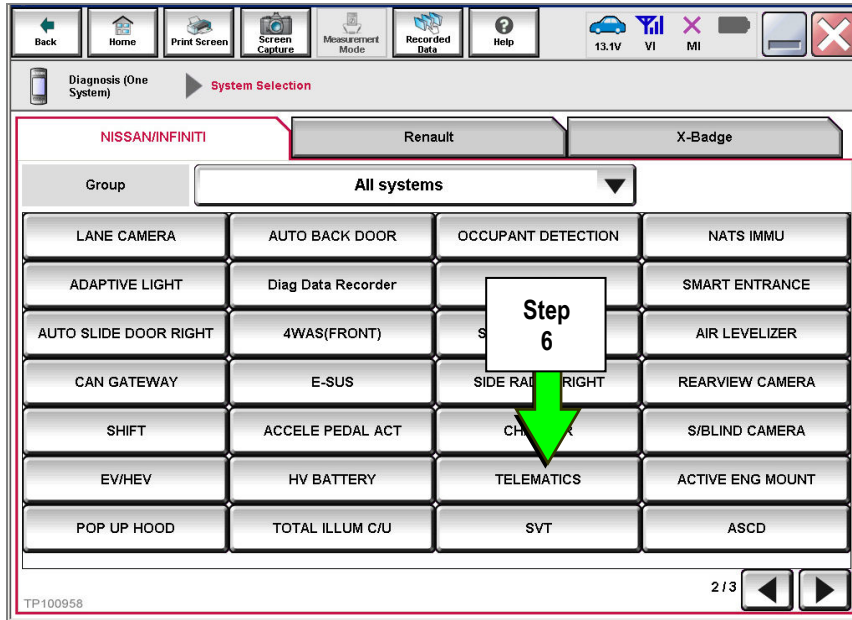 Back
Home
Print Screen
Screen
Capture
Measurement
Mode
Recorded
Data
Help
13.1V
VI
MI
Diagnosis (One
System)
System Selection
NISSAN/INFINITI
Renault
X-Badge
Group
All systems
LANE CAMERA
AUTO BACK DOOR
OCCUPANT DETECTION
NATS IMMU
ADAPTIVE LIGHT
Diag Data Recorder
SMART ENTRANCE
Step
6
AUTO SLIDE DOOR RIGHT
4WAS(FRONT)
S
AIR LEVELIZER
CAN GATEWAY
E-SUS
SIDE RAD RIGHT
REARVIEW CAMERA
SHIFT
ACCELE PEDAL ACT
CH R
S/BLIND CAMERA
EV/HEV
HV BATTERY
TELEMATICS
ACTIVE ENG MOUNT
POP UP HOOD
TOTAL ILLUM C/U
SVT
ASCD
2/3
TP100958